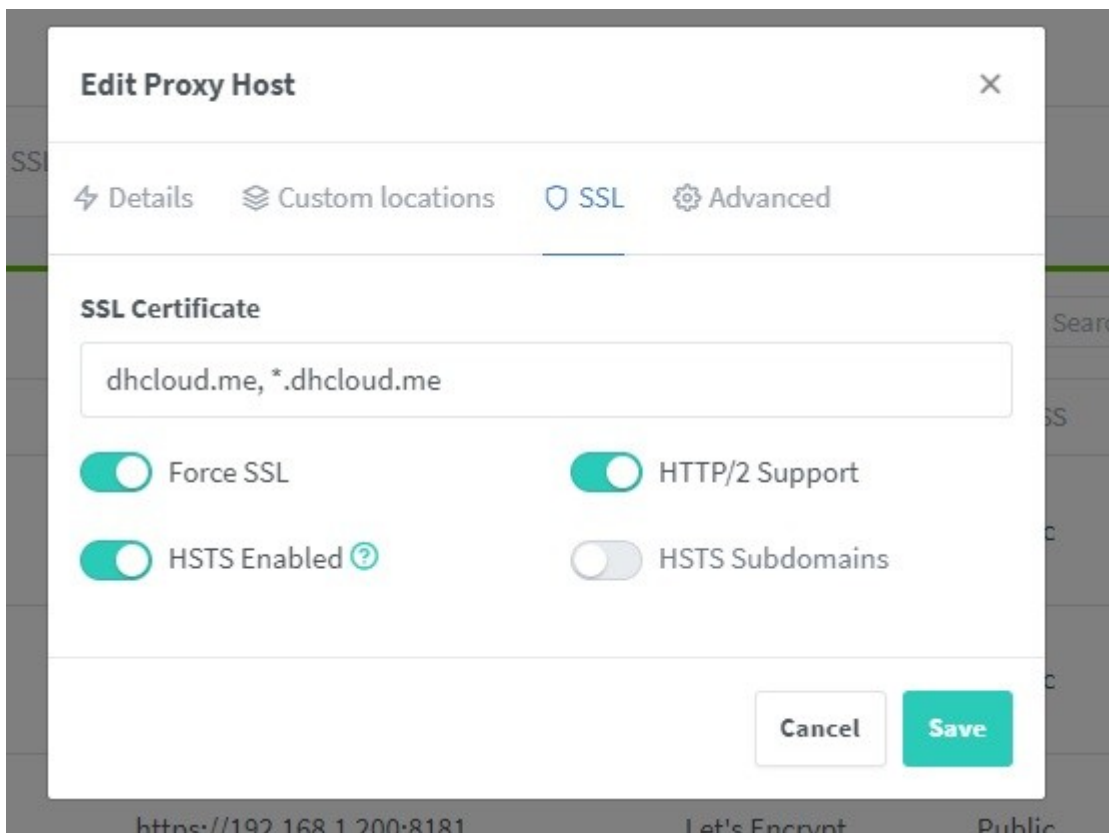 Edit Proxy Host
SSL
Details Custom locations SSL Advanced
SSL Certificate
dhcloud.me, *.dhcloud.me
Force SSL HTTP/2 Support
HSTS Enabled HSTS Subdomains
Cancel Save
https://192.168.1.200:8181 Let's Encrypt Public